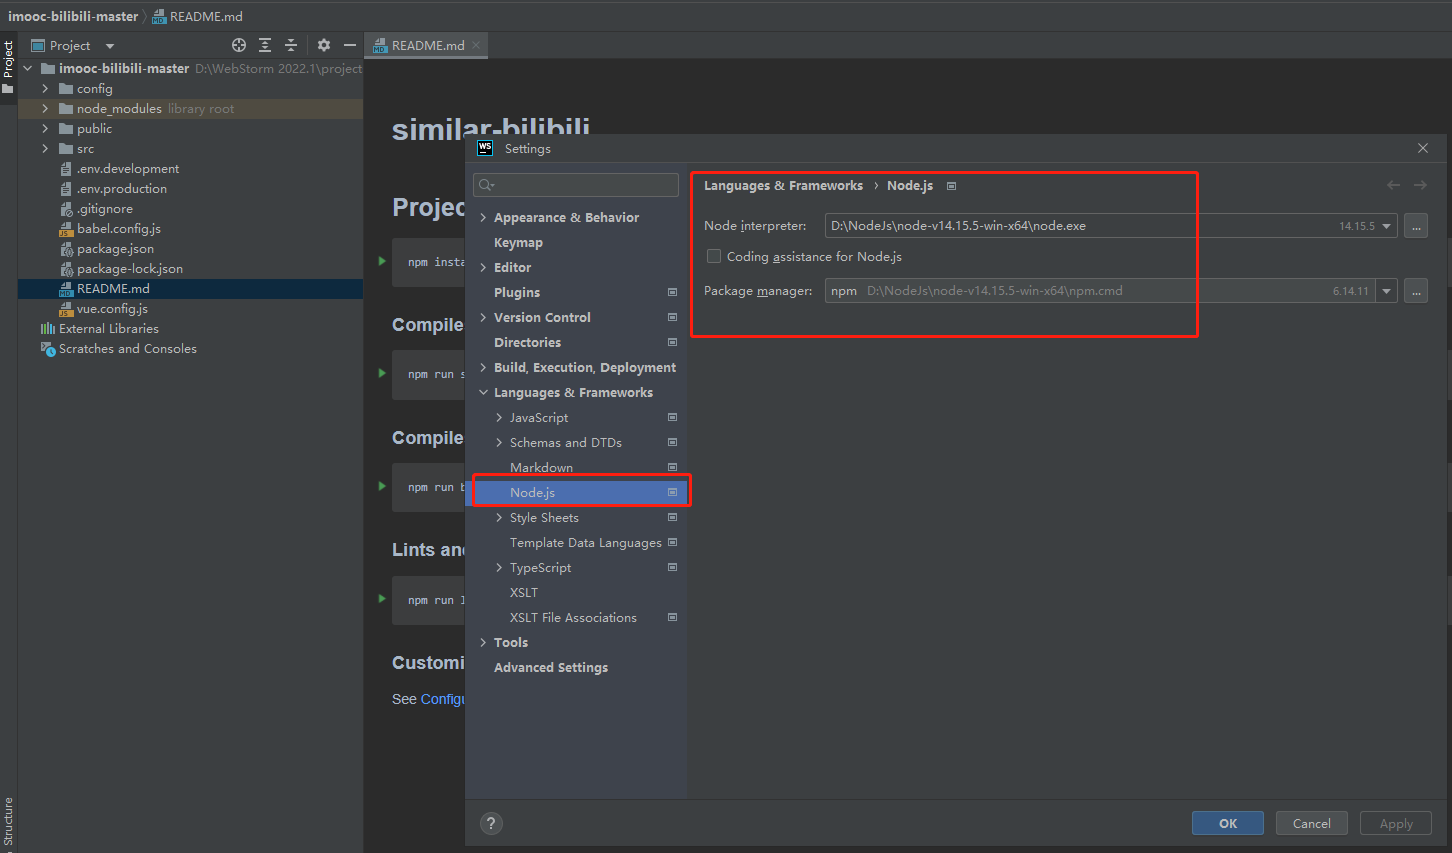 imooc-bilibili-master
README.md
Project
README.md
Project
imooc-bilibili-master D:\WebStorm 2022.1\project
config
node_modules library root
public
src
.env.development
.env.production
.gitignore
babel.config.js
package.json
package-lock.json
README.md
vue.config.js
External Libraries
Scratches and Consoles
Structure
similar-bilibili
Projec
npm insta
Compile
npm run s
Compile
npm run b
Lints and
npm run l
Customi
See Configu
WS
Settings
Appearance & Behavior
Keymap
Editor
Plugins
Version Control
Directories
Build, Execution, Deployment
Languages & Frameworks
JavaScript
Schemas and DTDs
Markdown
Node.js
Style Sheets
Template Data Languages
TypeScript
XSLT
XSLT File Associations
Tools
Advanced Settings
Languages & Frameworks › Node.js
Node interpreter: D:\NodeJs\node-v14.15.5-win-x64\node.exe 14.15.5 ...
Coding assistance for Node.js
Package manager: npm D:\NodeJs\node-v14.15.5-win-x64\npm.cmd 6.14.11 ...
?
OK
Cancel
Apply